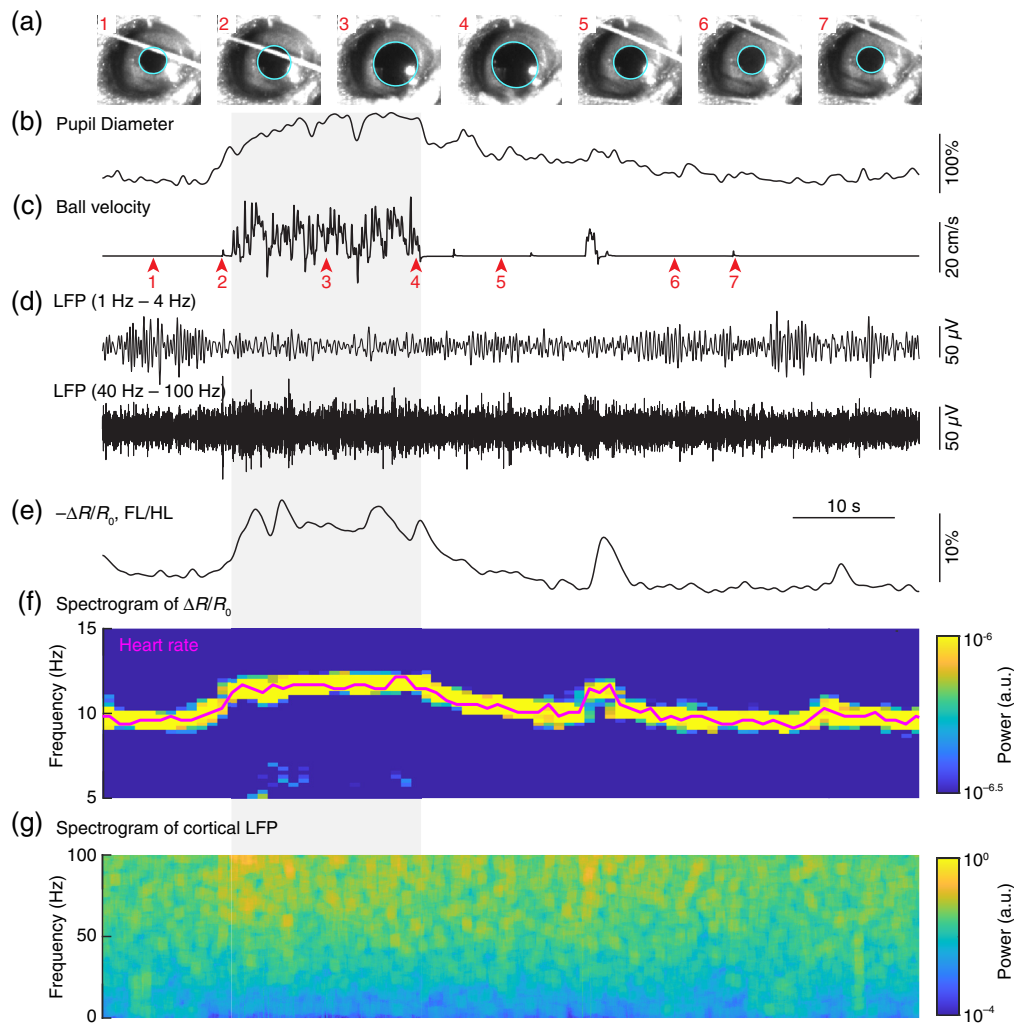 (a) 1 2 3 4 5 6 7
(b) Pupil Diameter
100%
(c) Ball velocity
20 cm/s
1 2 3 4 5 6 7
(d) LFP (1 Hz – 4 Hz)
50 µV
LFP (40 Hz – 100 Hz)
50 µV
(e) –ΔR/R₀, FL/HL
10 s
10%
(f) Spectrogram of ΔR/R₀
Heart rate
15
10
5
Frequency (Hz)
10⁻⁶
10⁻⁶·⁵
Power (a.u.)
(g) Spectrogram of cortical LFP
100
50
0
Frequency (Hz)
10⁰
10⁻⁴
Power (a.u.)